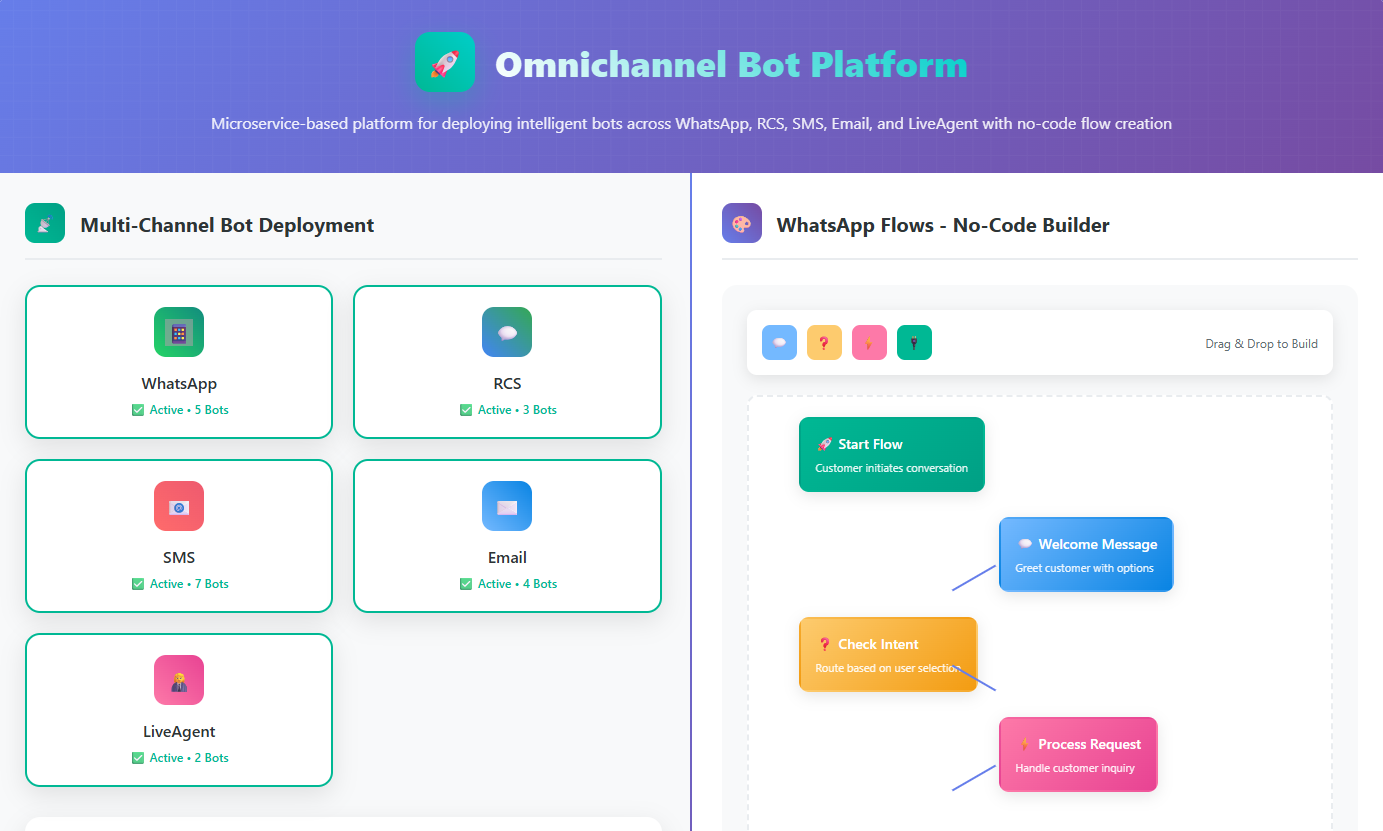 Omnichannel Bot Platform
Microservice-based platform for deploying intelligent bots across WhatsApp, RCS, SMS, Email, and LiveAgent with no-code flow creation
Multi-Channel Bot Deployment
WhatsApp
✅ Active • 5 Bots
RCS
✅ Active • 3 Bots
SMS
✅ Active • 7 Bots
Email
✅ Active • 4 Bots
LiveAgent
✅ Active • 2 Bots
WhatsApp Flows - No-Code Builder
Drag & Drop to Build
🚀 Start Flow
Customer initiates conversation
💬 Welcome Message
Greet customer with options
❓ Check Intent
Route based on user selection
⚡ Process Request
Handle customer inquiry